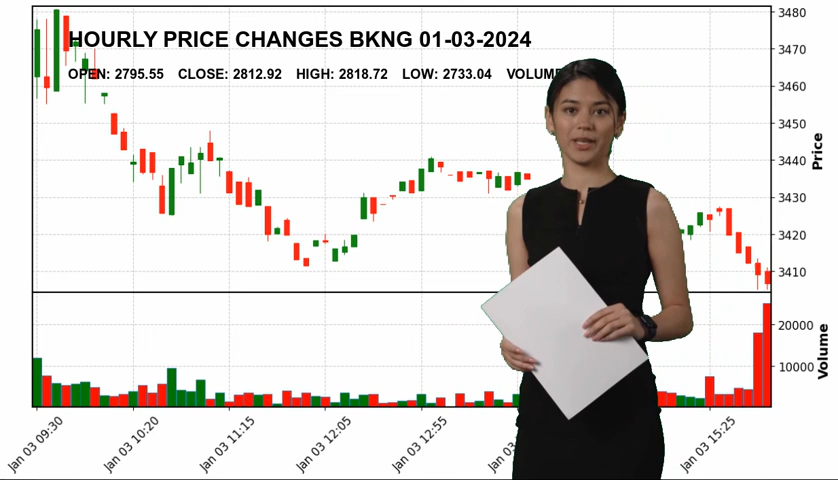 HOURLY PRICE CHANGES BKNG 01-03-2024
OPEN: 2795.55 CLOSE: 2812.92 HIGH: 2818.72 LOW: 2733.04
3480
3470
3460
3450
3440
3430
3420
3410
Price
20000
10000
Volume
Jan 03 09:30
Jan 03 10:20
Jan 03 11:15
Jan 03 12:05
Jan 03 12:55
Jan 03
Jan 03 15:25